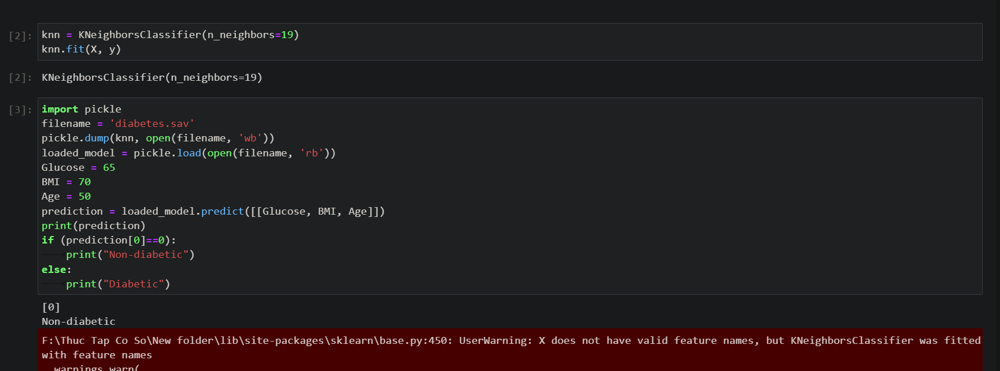 [2]: knn = KNeighborsClassifier(n_neighbors=19)
knn.fit(X, y)
[2]: KNeighborsClassifier(n_neighbors=19)
[3]: import pickle
filename = 'diabetes.sav'
pickle.dump(knn, open(filename, 'wb'))
loaded_model = pickle.load(open(filename, 'rb'))
Glucose = 65
BMI = 70
Age = 50
prediction = loaded_model.predict([[Glucose, BMI, Age]])
print(prediction)
if (prediction[0]==0):
    print("Non-diabetic")
else:
    print("Diabetic")
[0]
Non-diabetic
F:\Thuc Tap Co So\New folder\lib\site-packages\sklearn\base.py:450: UserWarning: X does not have valid feature names, but KNeighborsClassifier was fitted
with feature names
  warnings.warn(